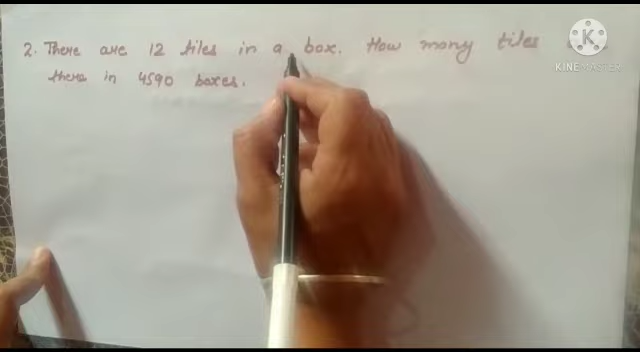 2. There are 12 tiles in a box. How many tiles
there in 4590 boxes.
K
KINEMASTER